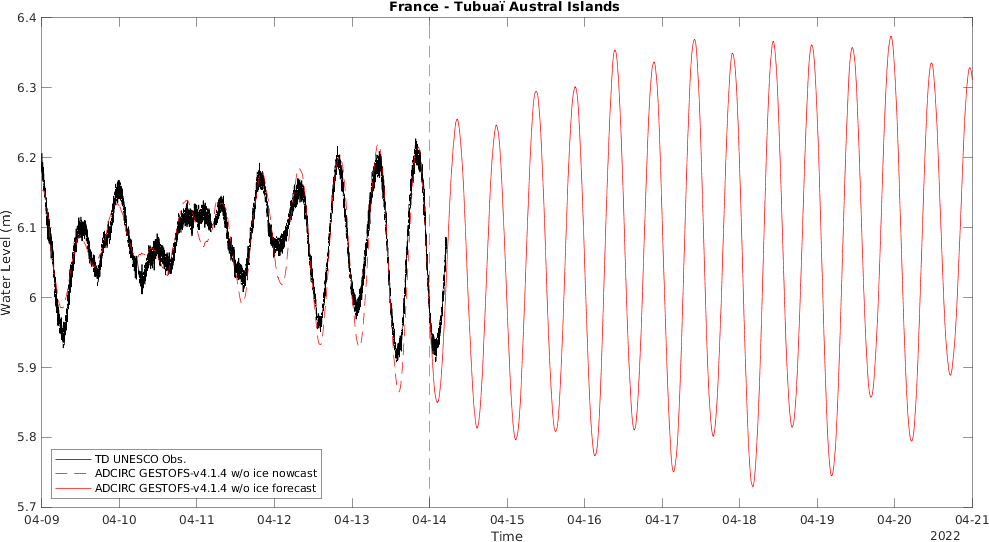 France - Tubuaï Austral Islands
6.4
6.3
6.2
6.1
6
5.9
5.8
5.7
Water Level (m)
TD UNESCO Obs.
ADCIRC GESTOFS-v4.1.4 w/o ice nowcast
ADCIRC GESTOFS-v4.1.4 w/o ice forecast
04-09 04-10 04-11 04-12 04-13 04-14 04-15 04-16 04-17 04-18 04-19 04-20 04-21
Time
2022